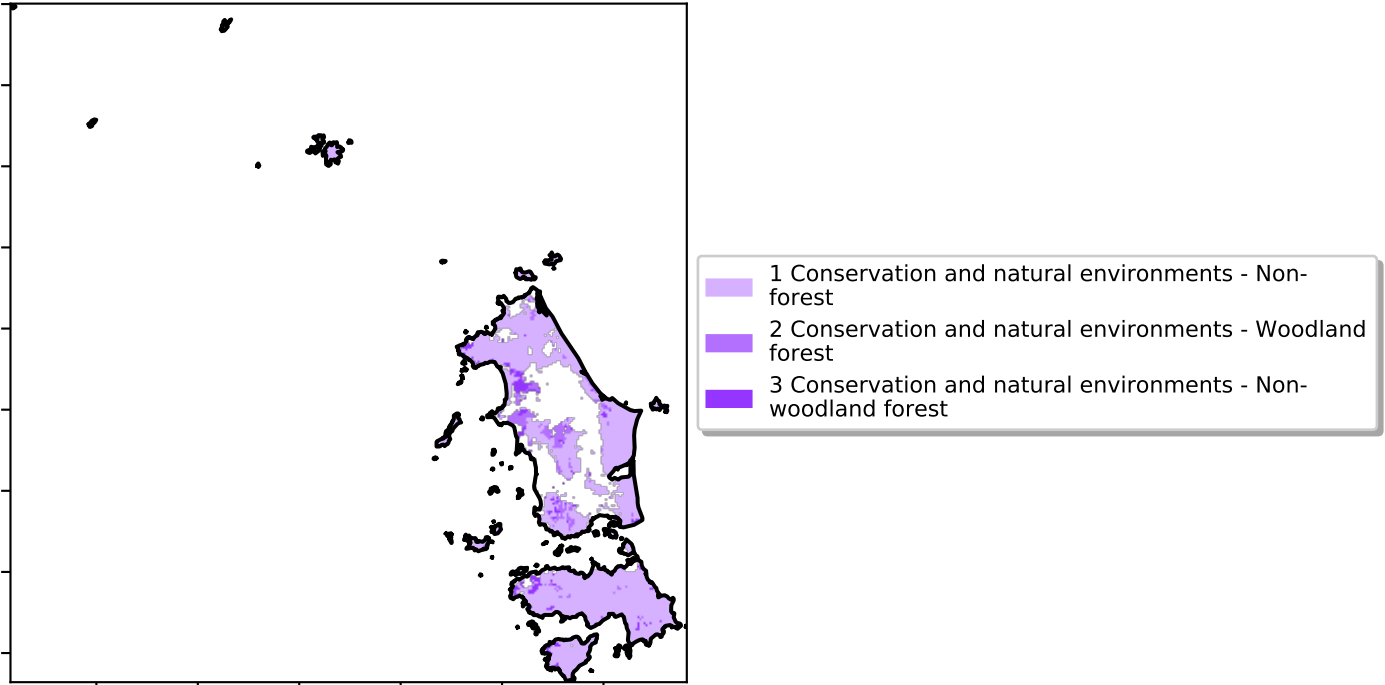 1 Conservation and natural environments - Non-
forest
2 Conservation and natural environments - Woodland
forest
3 Conservation and natural environments - Non-
woodland forest